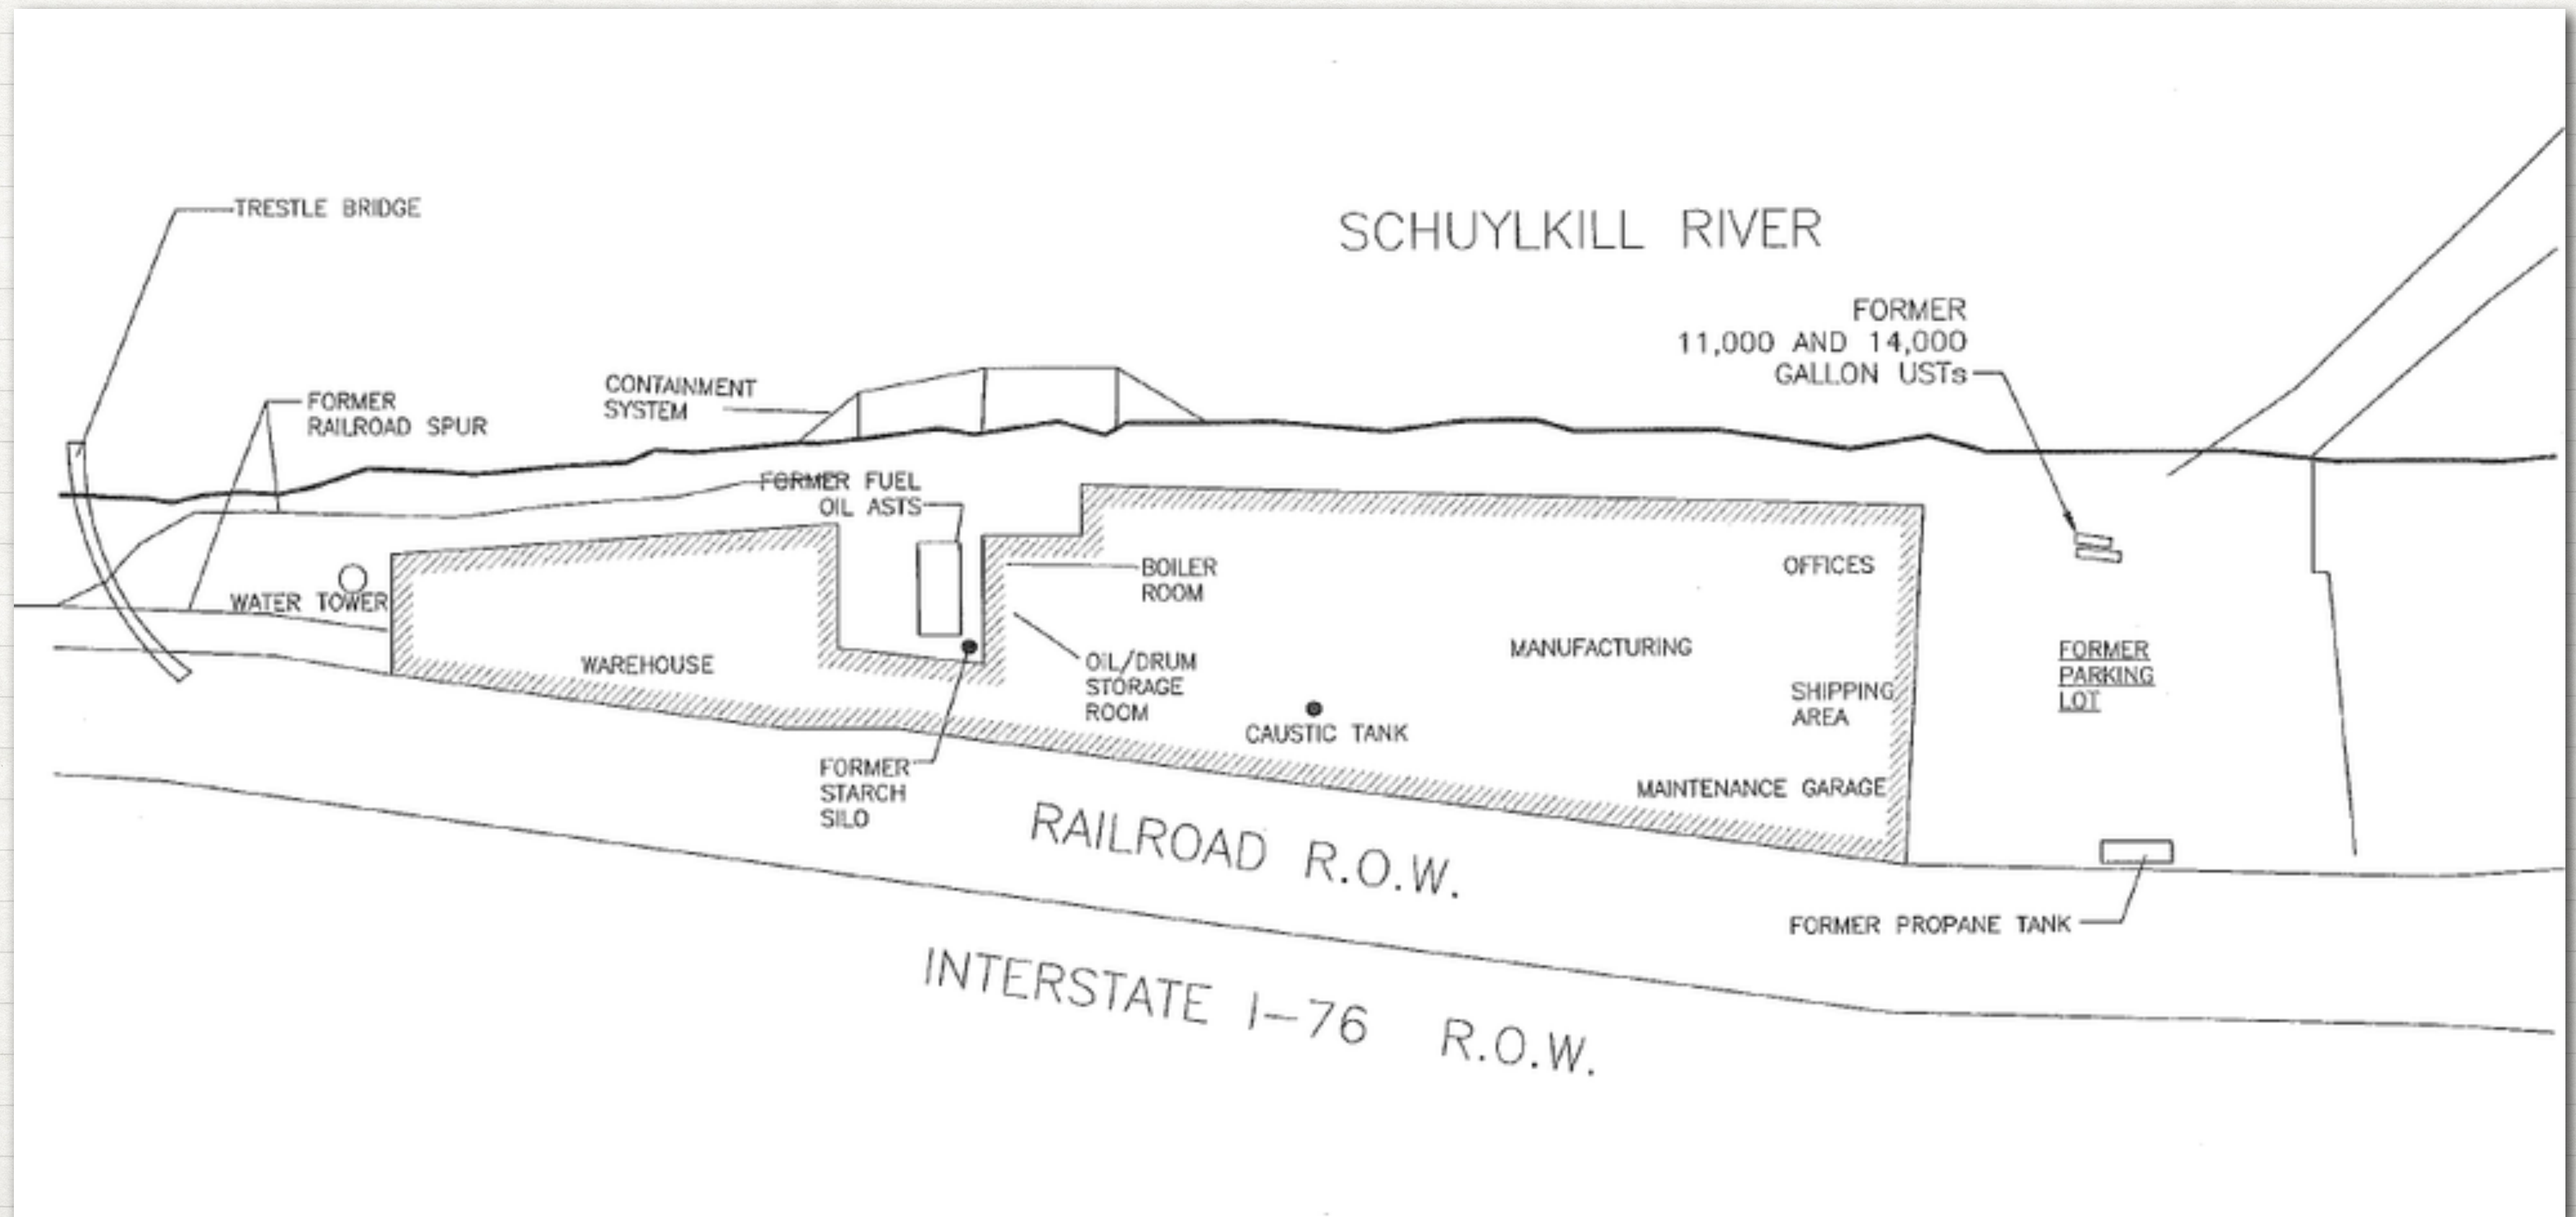 TRESTLE BRIDGE
SCHUYLKILL RIVER
FORMER
11,000 AND 14,000
GALLON USTs
CONTAINMENT
SYSTEM
FORMER
RAILROAD SPUR
FORMER FUEL
OIL ASTS
BOILER
ROOM
OFFICES
WATER TOWER
WAREHOUSE
OIL/DRUM
STORAGE
ROOM
MANUFACTURING
FORMER
PARKING
LOT
SHIPPING
AREA
CAUSTIC TANK
FORMER
STARCH
SILO
MAINTENANCE GARAGE
RAILROAD R.O.W.
FORMER PROPANE TANK
INTERSTATE I-76 R.O.W.